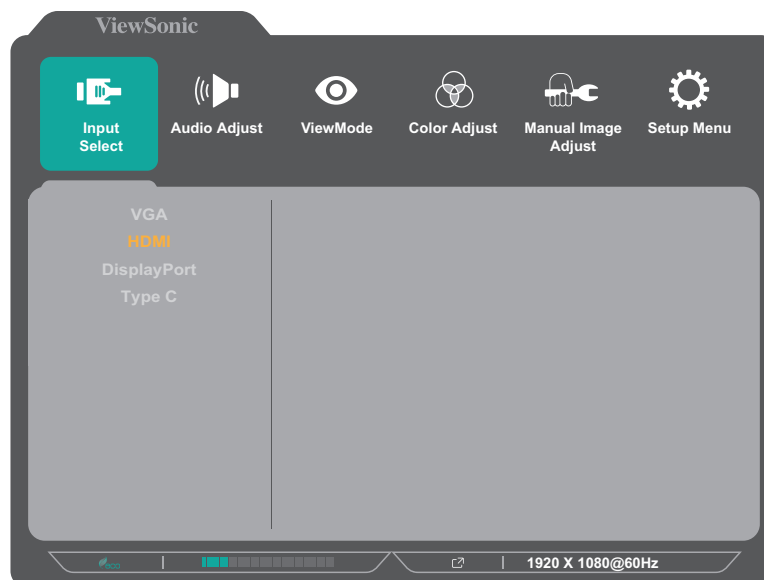 ViewSonic
Input
Select
Audio Adjust
ViewMode
Color Adjust
Manual Image
Adjust
Setup Menu
VGA
HDMI
DisplayPort
Type C
eco
1920 X 1080@60Hz